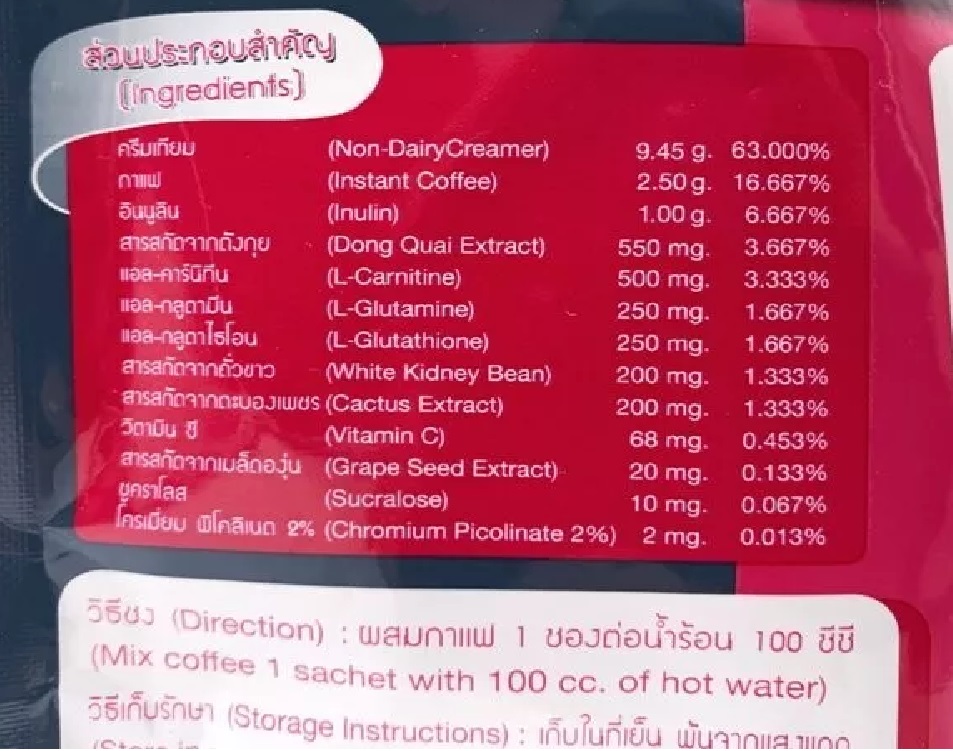 ส่วนประกอบสำคัญ
(Ingredients)
ครีมเทียม (Non-DairyCreamer) 9.45 g. 63.000%
กาแฟ (Instant Coffee) 2.50 g. 16.667%
อินนูลิน (Inulin) 1.00 g. 6.667%
สารสกัดจากตังกุย (Dong Quai Extract) 550 mg. 3.667%
แอล-คาร์นิทีน (L-Carnitine) 500 mg. 3.333%
แอล-กลูตามีน (L-Glutamine) 250 mg. 1.667%
แอล-กลูตาไธโอน (L-Glutathione) 250 mg. 1.667%
สารสกัดจากถั่วขาว (White Kidney Bean) 200 mg. 1.333%
สารสกัดจากตะบองเพชร (Cactus Extract) 200 mg. 1.333%
วิตามิน ซี (Vitamin C) 68 mg. 0.453%
สารสกัดจากเมล็ดองุ่น (Grape Seed Extract) 20 mg. 0.133%
ซูคราโลส (Sucralose) 10 mg. 0.067%
โครเมียม พิโคลิเนต 2% (Chromium Picolinate 2%) 2 mg. 0.013%
วิธีชง (Direction) : ผสมกาแฟ 1 ซองต่อน้ำร้อน 100 ซีซี
(Mix coffee 1 sachet with 100 cc. of hot water)
วิธีเก็บรักษา (Storage Instructions) : เก็บในที่เย็น พ้นจากแสงแดด